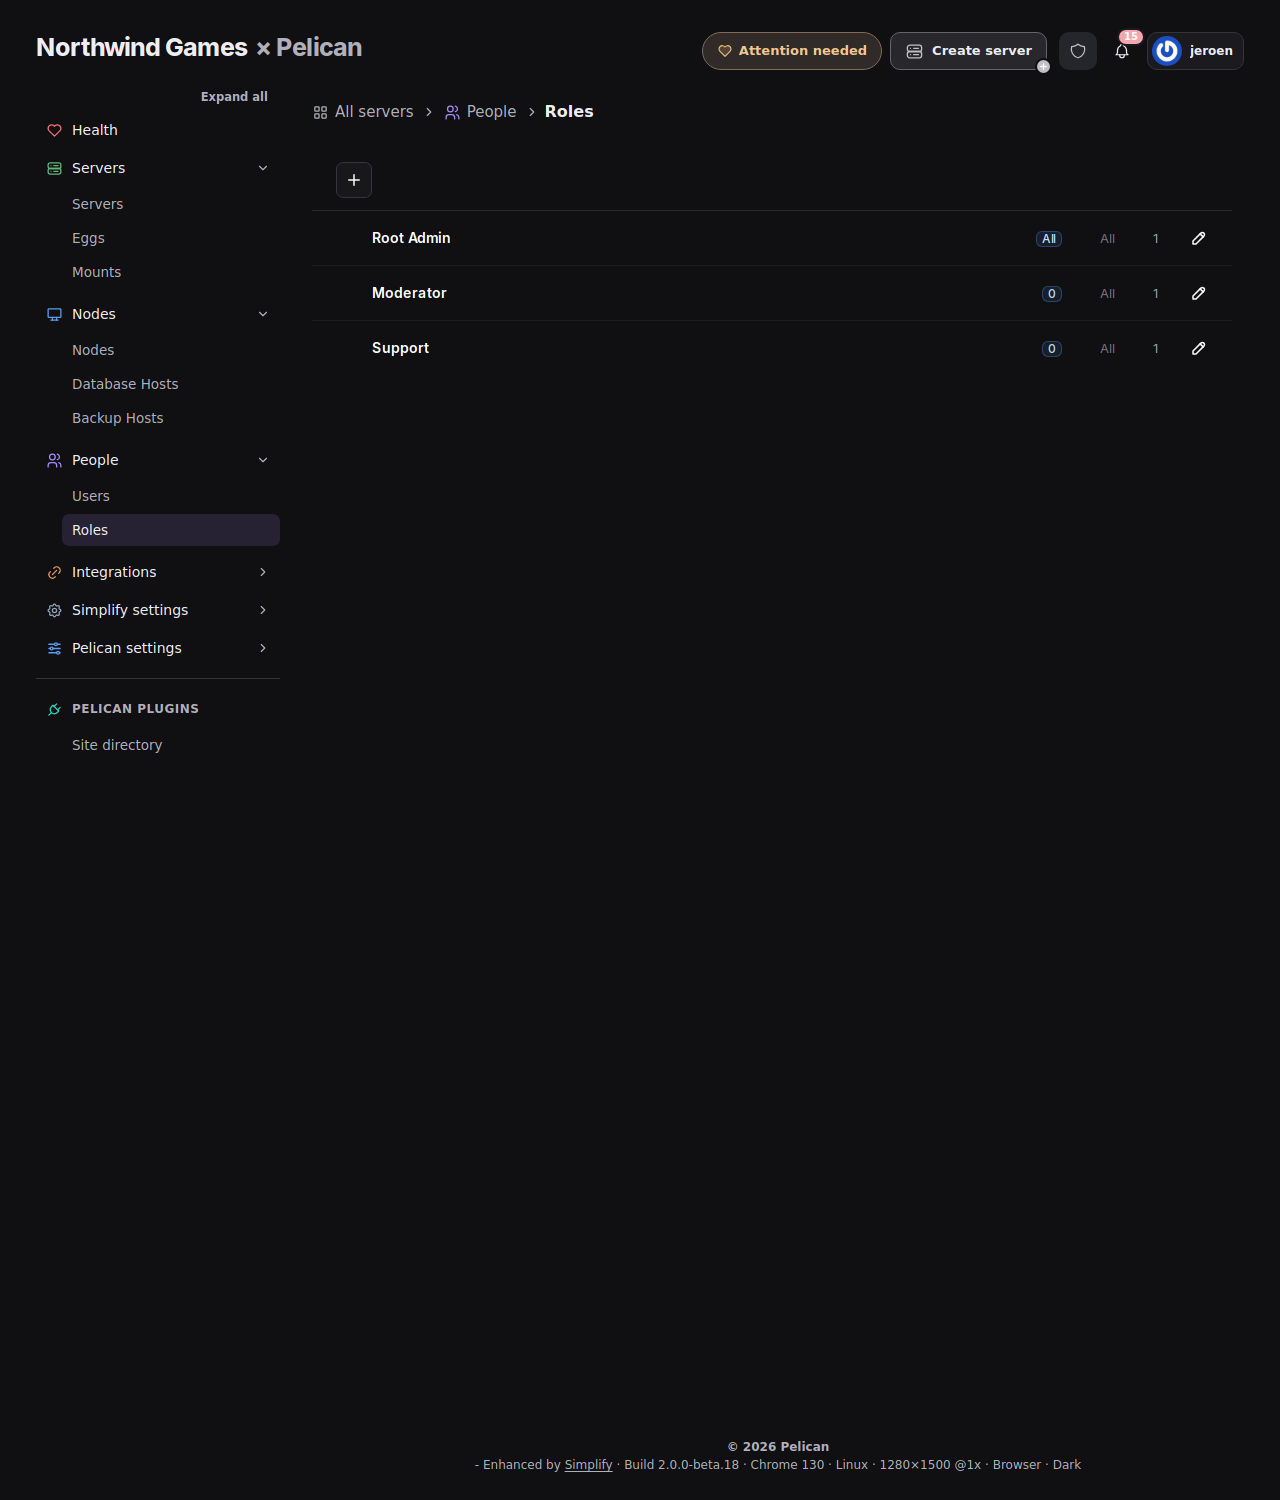 Northwind Games × Pelican
Attention needed
Create server
15
jeroen
Expand all
Health
Servers
Servers
Eggs
Mounts
Nodes
Nodes
Database Hosts
Backup Hosts
People
Users
Roles
Integrations
Simplify settings
Pelican settings
PELICAN PLUGINS
Site directory
All servers > People > Roles
Root Admin All All 1
Moderator 0 All 1
Support 0 All 1
© 2026 Pelican
- Enhanced by Simplify · Build 2.0.0-beta.18 · Chrome 130 · Linux · 1280×1500 @1x · Browser · Dark